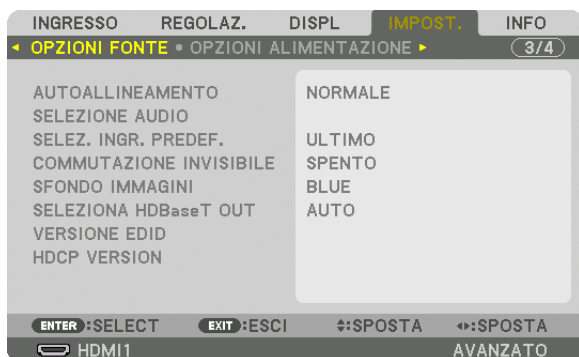 INGRESSO REGOLAZ. DISPL IMPOST. INFO
◄ OPZIONI FONTE • OPZIONI ALIMENTAZIONE ► 3/4
AUTOALLINEAMENTO NORMALE
SELEZIONE AUDIO
SELEZ. INGR. PREDEF. ULTIMO
COMMUTAZIONE INVISIBILE SPENTO
SFONDO IMMAGINI BLUE
SELEZIONA HDBaseT OUT AUTO
VERSIONE EDID
HDCP VERSION
ENTER :SELECT EXIT :ESCI ♦:SPOSTA ◂▸:SPOSTA
HDMI1 AVANZATO